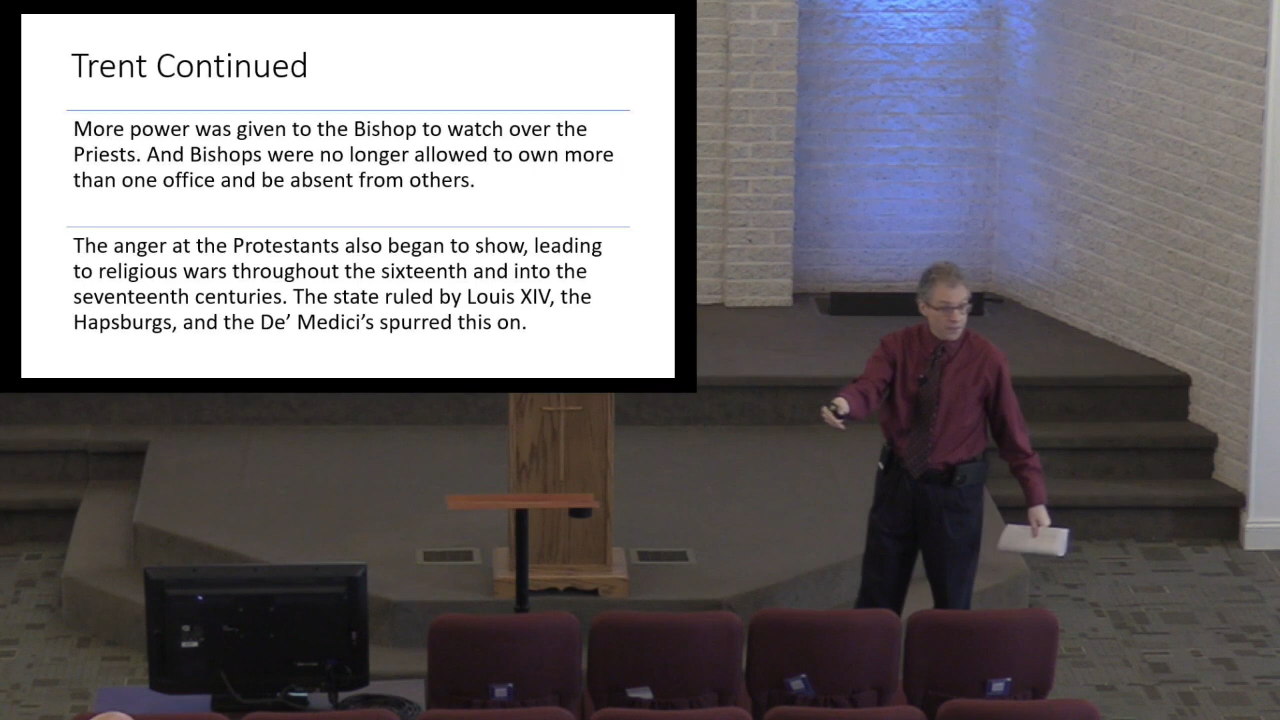 Trent Continued
More power was given to the Bishop to watch over the
Priests. And Bishops were no longer allowed to own more
than one office and be absent from others.
The anger at the Protestants also began to show, leading
to religious wars throughout the sixteenth and into the
seventeenth centuries. The state ruled by Louis XIV, the
Hapsburgs, and the De’ Medici’s spurred this on.